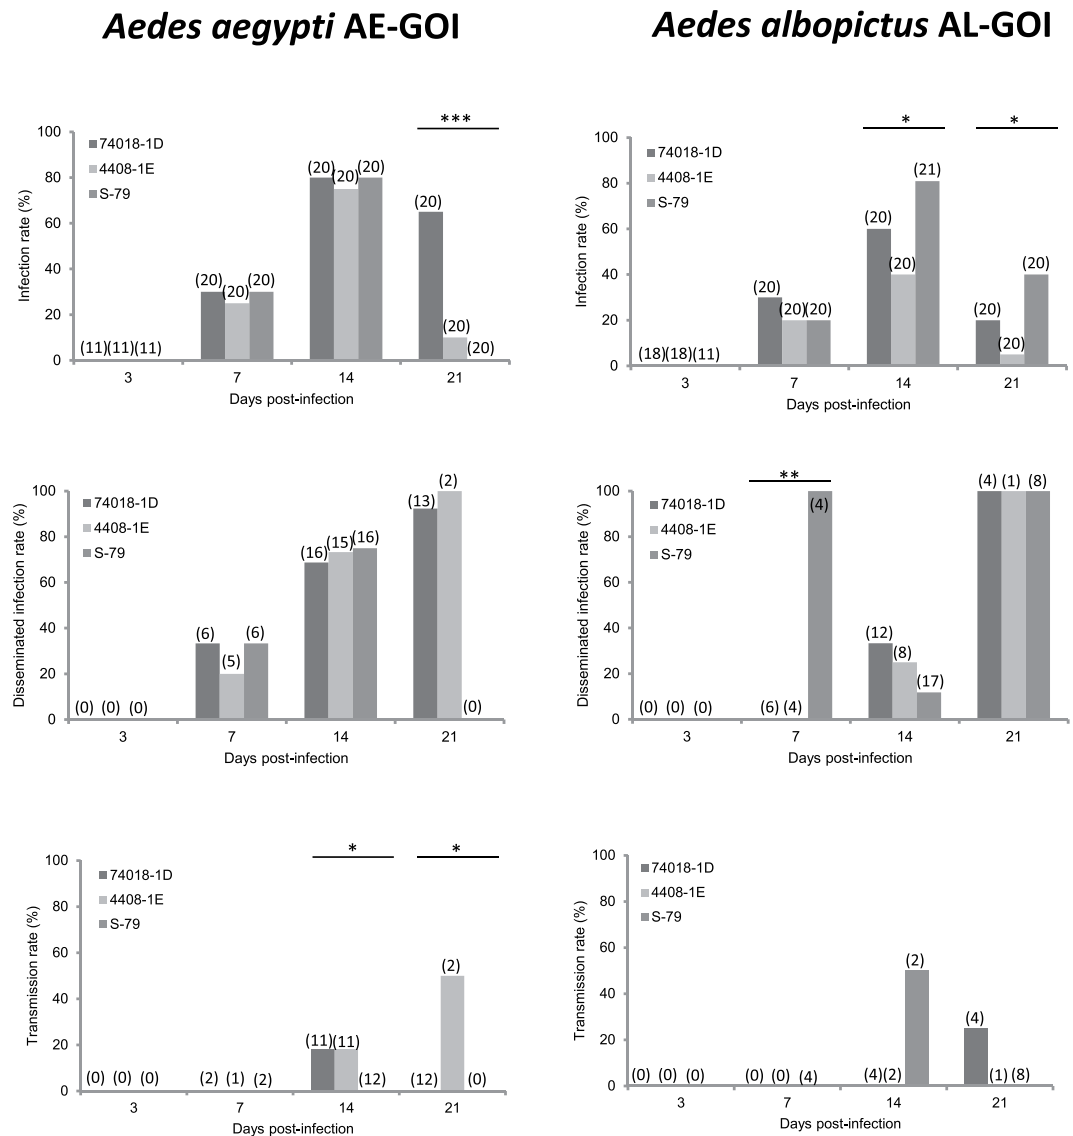 Aedes aegypti AE-GOI
Aedes albopictus AL-GOI
***
100
80
60
40
20
0
Infection rate (%)
74018-1D
4408-1E
S-79
(11)(11)(11)
(20) (20) (20)
(20) (20) (20)
(20) (20) (20)
3 7 14 21
Days post-infection
* *
100
80
60
40
20
0
Infection rate (%)
74018-1D
4408-1E
S-79
(18)(18)(11)
(20) (20) (20)
(20) (20) (21)
(20) (20) (20)
3 7 14 21
Days post-infection
100
80
60
40
20
0
Disseminated infection rate (%)
74018-1D
4408-1E
S-79
(0) (0) (0)
(6) (5) (6)
(16) (15) (16)
(13) (2) (0)
3 7 14 21
Days post-infection
**
100
80
60
40
20
0
Disseminated infection rate (%)
74018-1D
4408-1E
S-79
(0) (0) (0)
(6) (4) (4)
(12) (8) (17)
(4) (1) (8)
3 7 14 21
Days post-infection
* *
100
80
60
40
20
0
Transmission rate (%)
74018-1D
4408-1E
S-79
(0) (0) (0)
(2) (1) (2)
(11) (11) (12)
(12) (2) (0)
3 7 14 21
Days post-infection
100
80
60
40
20
0
Transmission rate (%)
74018-1D
4408-1E
S-79
(0) (0) (0)
(0) (0) (4)
(4) (2) (2)
(4) (1) (8)
3 7 14 21
Days post-infection